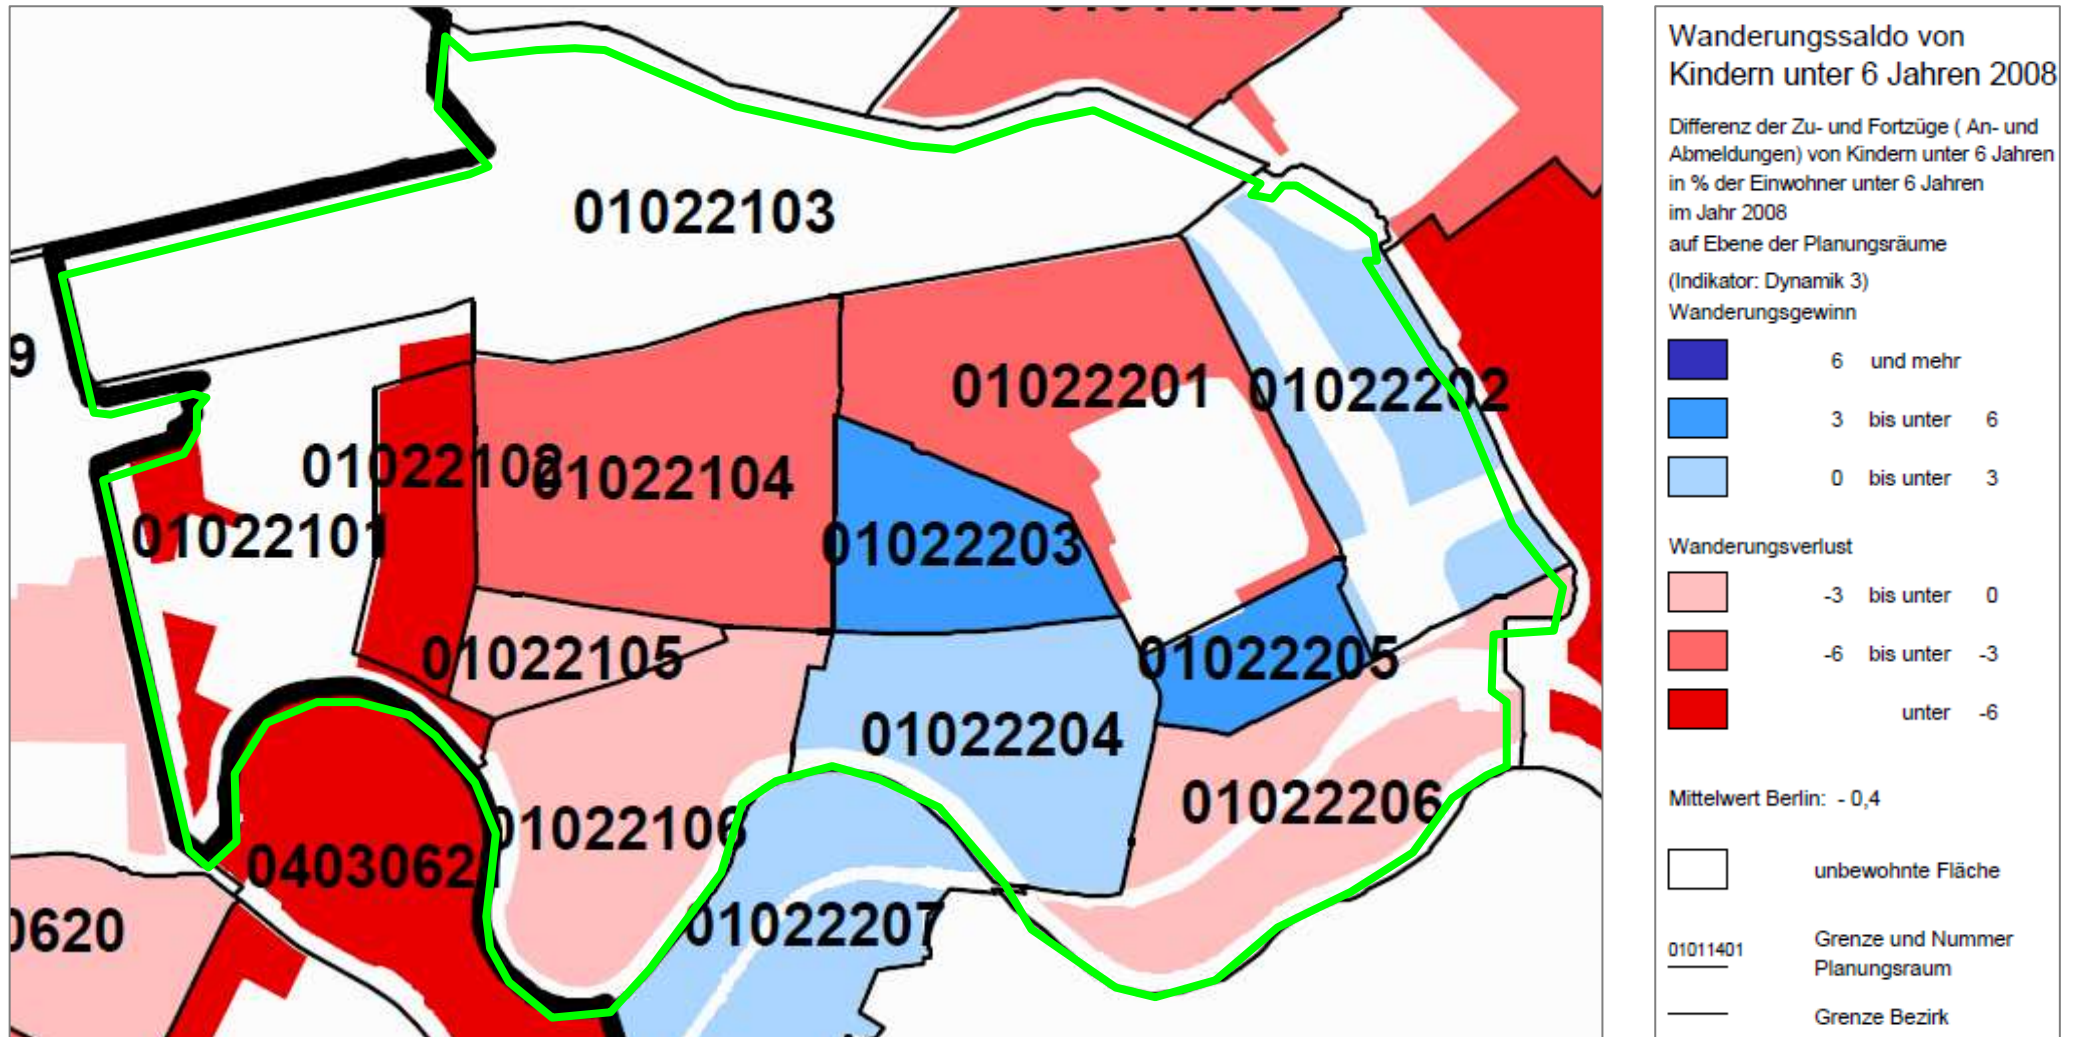 01022103
9
01022201
01022202
01022104
01022101
01022203
01022105
01022205
01022204
01022206
01022106
01022207
0620
Wanderungssaldo von
Kindern unter 6 Jahren 2008
Differenz der Zu- und Fortzüge ( An- und
Abmeldungen) von Kindern unter 6 Jahren
in % der Einwohner unter 6 Jahren
im Jahr 2008
auf Ebene der Planungsräume
(Indikator: Dynamik 3)
Wanderungsgewinn
6 und mehr
3 bis unter 6
0 bis unter 3
Wanderungsverlust
-3 bis unter 0
-6 bis unter -3
unter -6
Mittelwert Berlin: - 0,4
unbewohnte Fläche
01011401
Grenze und Nummer
Planungsraum
Grenze Bezirk